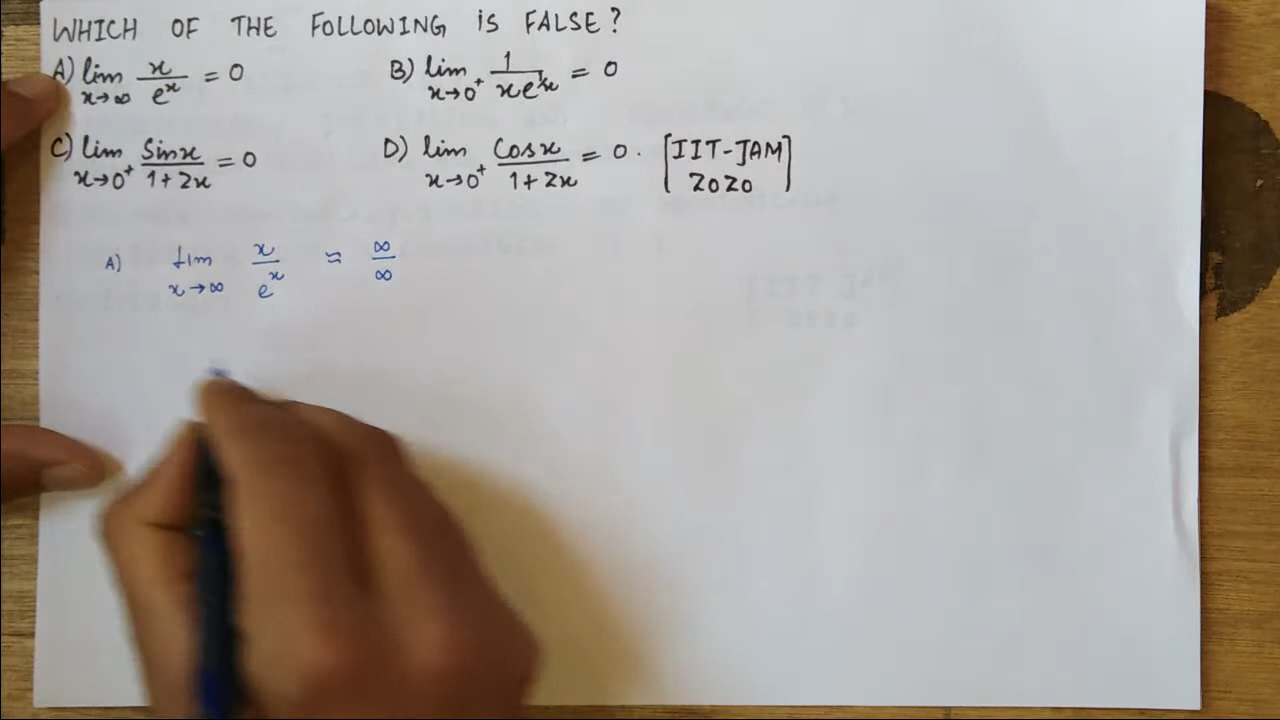 WHICH OF THE FOLLOWING IS FALSE?
A) lim x→∞ x/e^x = 0 B) lim x→0⁺ 1/xe^1/x = 0
C) lim x→0⁺ Sinx/1+2x = 0 D) lim x→0⁺ Cosx/1+2x = 0. [IIT-JAM 2020]
A) lim x→∞ x/e^x ≈ ∞/∞